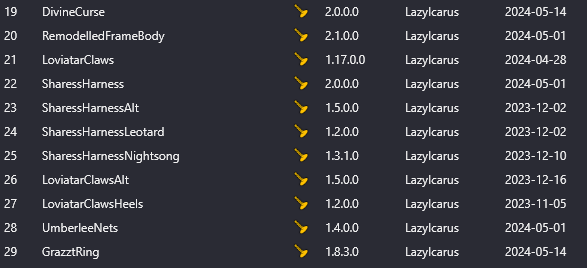 19 DivineCurse 2.0.0.0 LazyIcarus 2024-05-14
20 RemodelledFrameBody 2.1.0.0 LazyIcarus 2024-05-01
21 LoviatarClaws 1.17.0.0 LazyIcarus 2024-04-28
22 SharessHarness 2.0.0.0 LazyIcarus 2024-05-01
23 SharessHarnessAlt 1.5.0.0 LazyIcarus 2023-12-02
24 SharessHarnessLeotard 1.2.0.0 LazyIcarus 2023-12-02
25 SharessHarnessNightsong 1.3.1.0 LazyIcarus 2023-12-10
26 LoviatarClawsAlt 1.5.0.0 LazyIcarus 2023-12-16
27 LoviatarClawsHeels 1.2.0.0 LazyIcarus 2023-11-05
28 UmberleeNets 1.4.0.0 LazyIcarus 2024-05-01
29 GrazztRing 1.8.3.0 LazyIcarus 2024-05-14